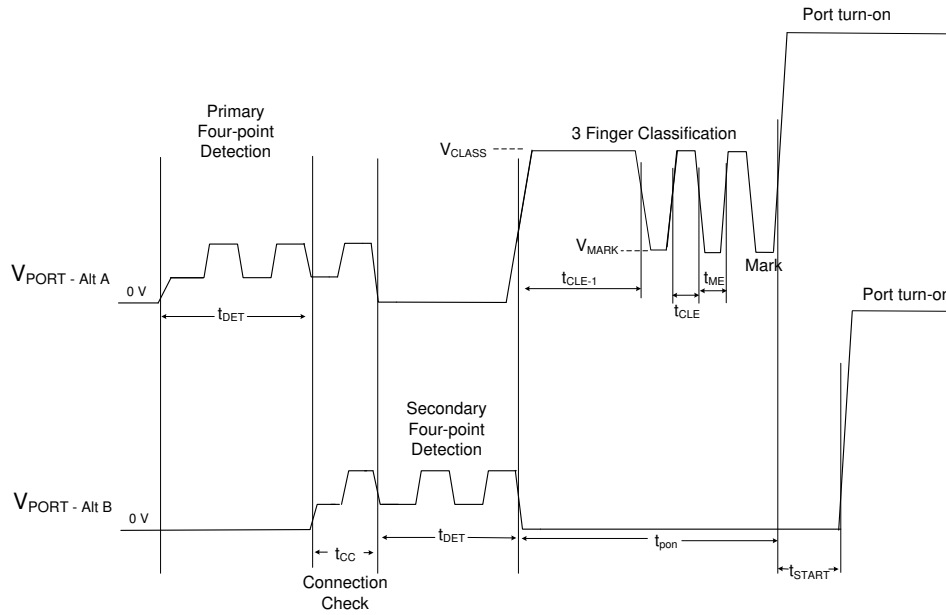 Port turn-on
Primary
Four-point
Detection
3 Finger Classification
VCLASS
VMARK
Mark
VPORT - Alt A
0 V
tDET
tCLE-1
tCLE
tME
Port turn-on
Secondary
Four-point
Detection
VPORT - Alt B
0 V
tCC
tDET
tpon
tSTART
Connection
Check